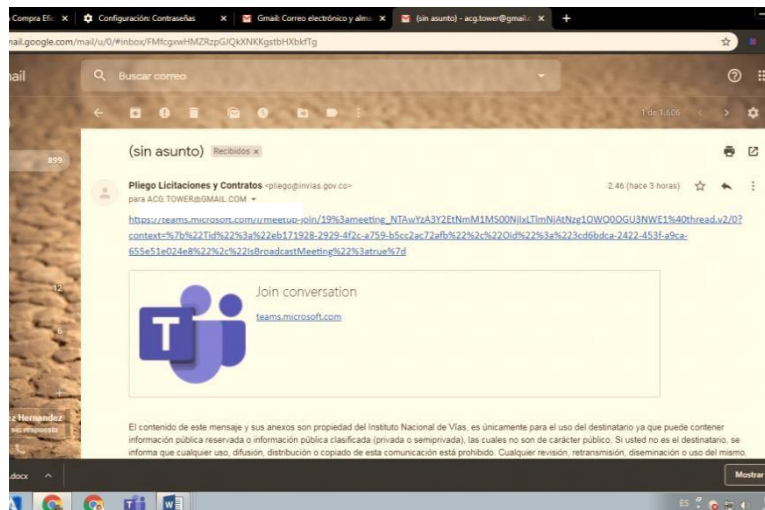 Compra Efic ×
Configuración: Contraseñas ×
Gmail: Correo electrónico y alma ×
(sin asunto) - acg.tower@gmail.c ×
+
nail.google.com/mail/u/0/#inbox/FMfcgxwHMZRzpGJQkXNKKgstbHXbkfTg
nail
Buscar correo
1 de 1.606
899
(sin asunto) Recibidos ×
Pliego Licitaciones y Contratos <pliego@invias.gov.co>
2:46 (hace 3 horas)
para ACG.TOWER@GMAIL.COM
https://teams.microsoft.com/l/meetup-join/19%3ameeting_NTAwYzA3Y2EtNmM1MS00NjIxLTlmNjAtNzg1OWQ0OGU3NWE1%40thread.v2/0?
context=%7b%22Tid%22%3a%22eb171928-2929-4f2c-a759-b5cc2ac72afb%22%2c%22Oid%22%3a%223cd6bdca-2422-453f-a9ca-
655e51e024e8%22%2c%22IsBroadcastMeeting%22%3atrue%7d
12
6
Join conversation
teams.microsoft.com
T
z Hernandez
sin respuesta
El contenido de este mensaje y sus anexos son propiedad del Instituto Nacional de Vías, es únicamente para el uso del destinatario ya que puede contener
información pública reservada o información pública clasificada (privada o semiprivada), las cuales no son de carácter público. Si usted no es el destinatario, se
informa que cualquier uso, difusión, distribución o copiado de esta comunicación está prohibido. Cualquier revisión, retransmisión, diseminación o uso del mismo,
.docx
Mostrar
W
ES